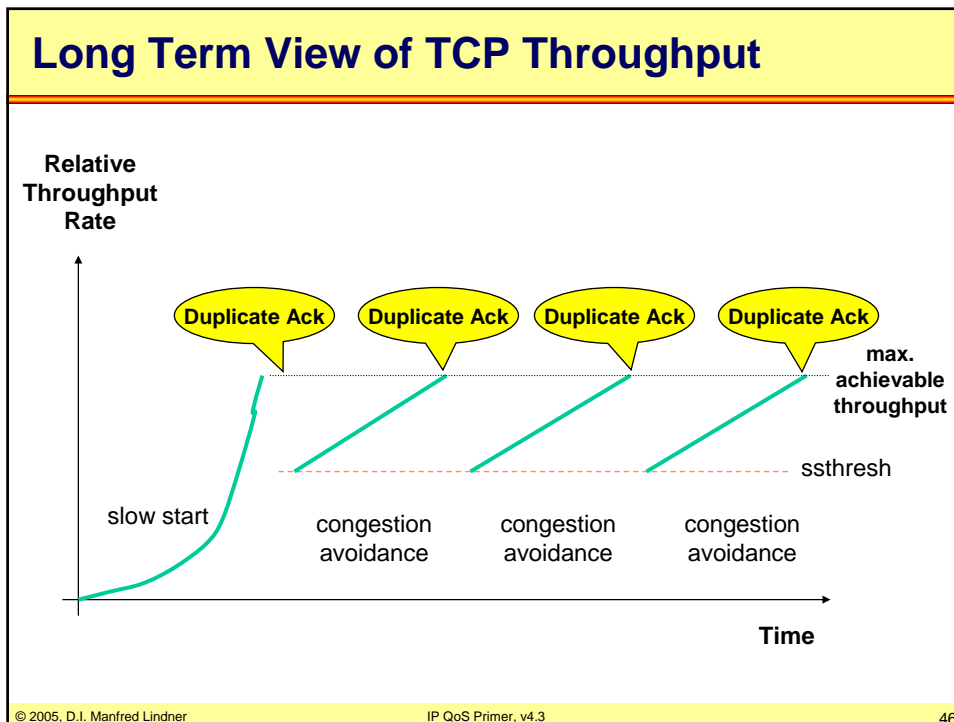 Long Term View of TCP Throughput
Relative
Throughput
Rate
Duplicate Ack
Duplicate Ack
Duplicate Ack
Duplicate Ack
max.
achievable
throughput
ssthresh
slow start
congestion
avoidance
congestion
avoidance
congestion
avoidance
Time
© 2005, D.I. Manfred Lindner
IP QoS Primer, v4.3
46